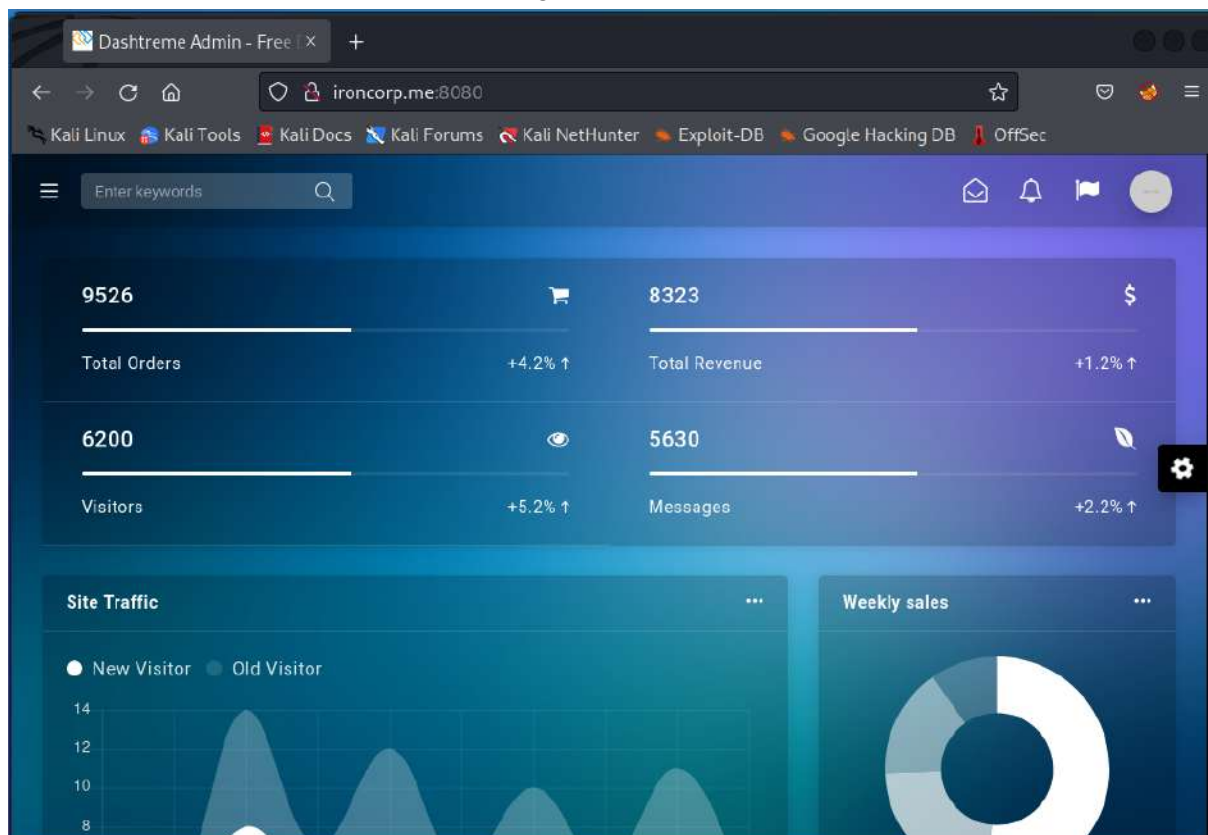 Dashtreme Admin - Free
ironcorp.me:8080
Kali Linux Kali Tools Kali Docs Kali Forums Kali NetHunter Exploit-DB Google Hacking DB OffSec
Enter keywords
9526 8323 $
Total Orders +4.2% ↑ Total Revenue +1.2% ↑
6200 5630
Visitors +5.2% ↑ Messages +2.2% ↑
Site Traffic ... Weekly sales ...
New Visitor Old Visitor
14
12
10
8